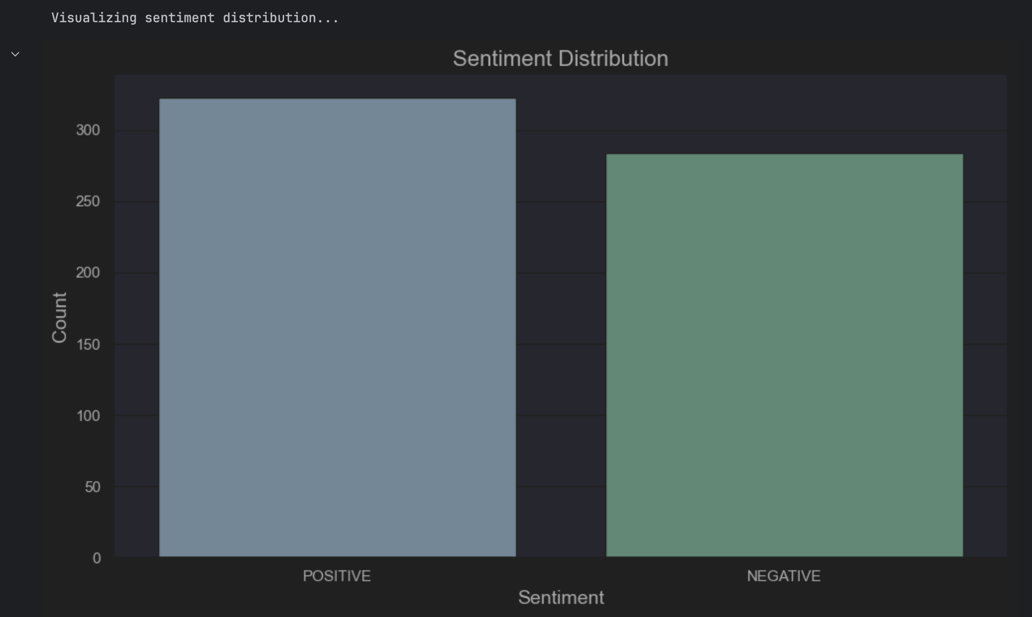 Visualizing sentiment distribution...
Sentiment Distribution
300
250
200
150
100
50
0
Count
POSITIVE
NEGATIVE
Sentiment